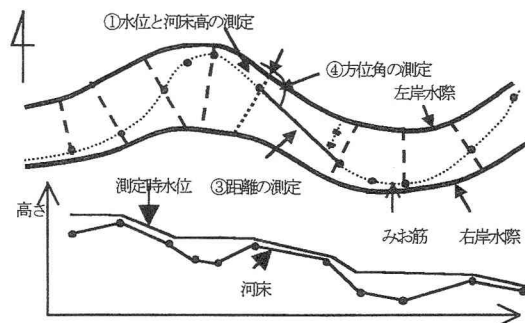 ①水位と河床高の測定
④方位角の測定
左岸水際
③距離の測定
測定時水位
高さ
みお筋
右岸水際
河床